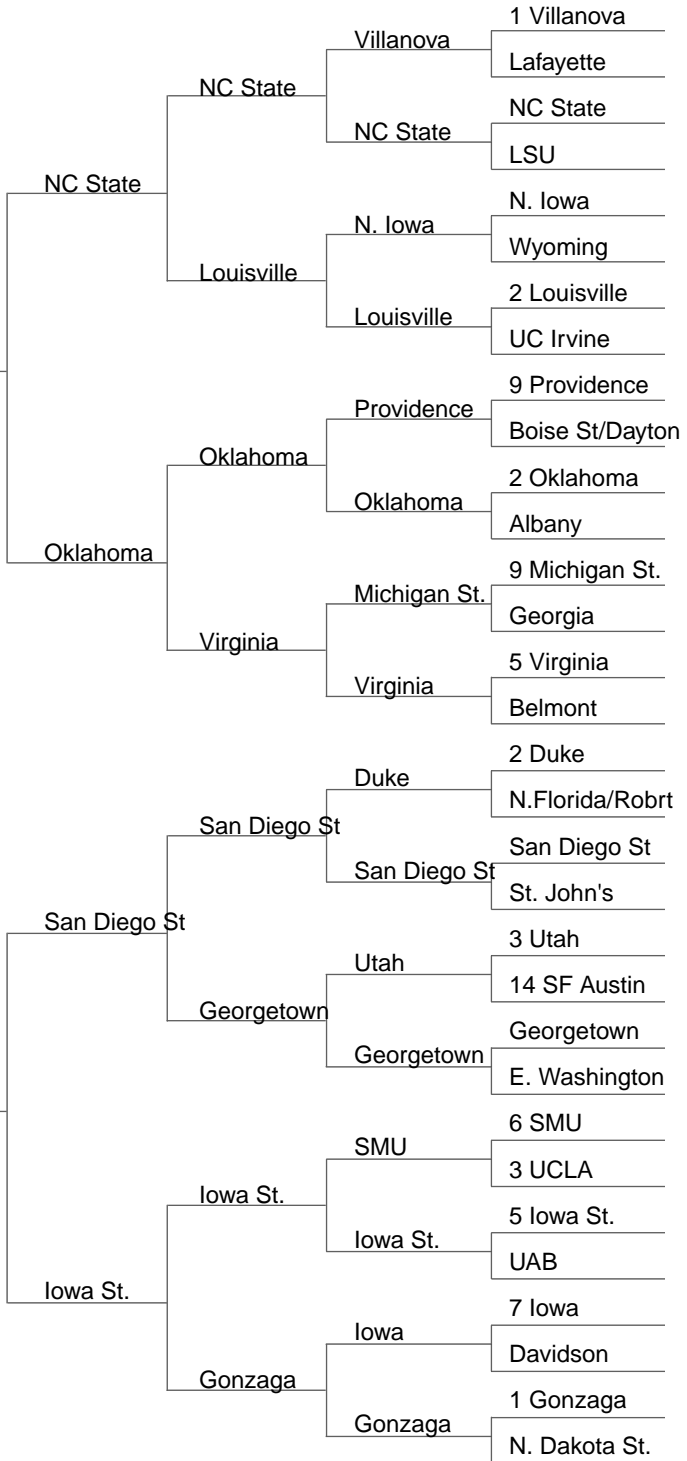 1 Villanova
Villanova
Lafayette
NC State
NC State
NC State
LSU
NC State
N. Iowa
N. Iowa
Wyoming
Louisville
2 Louisville
Louisville
UC Irvine
9 Providence
Providence
Boise St/Dayton
Oklahoma
2 Oklahoma
Oklahoma
Albany
Oklahoma
9 Michigan St.
Michigan St.
Georgia
Virginia
5 Virginia
Virginia
Belmont
2 Duke
Duke
N.Florida/Robrt
San Diego St
San Diego St
San Diego St
St. John's
San Diego St
3 Utah
Utah
14 SF Austin
Georgetown
Georgetown
Georgetown
E. Washington
6 SMU
SMU
3 UCLA
Iowa St.
5 Iowa St.
Iowa St.
UAB
Iowa St.
7 Iowa
Iowa
Davidson
Gonzaga
1 Gonzaga
Gonzaga
N. Dakota St.